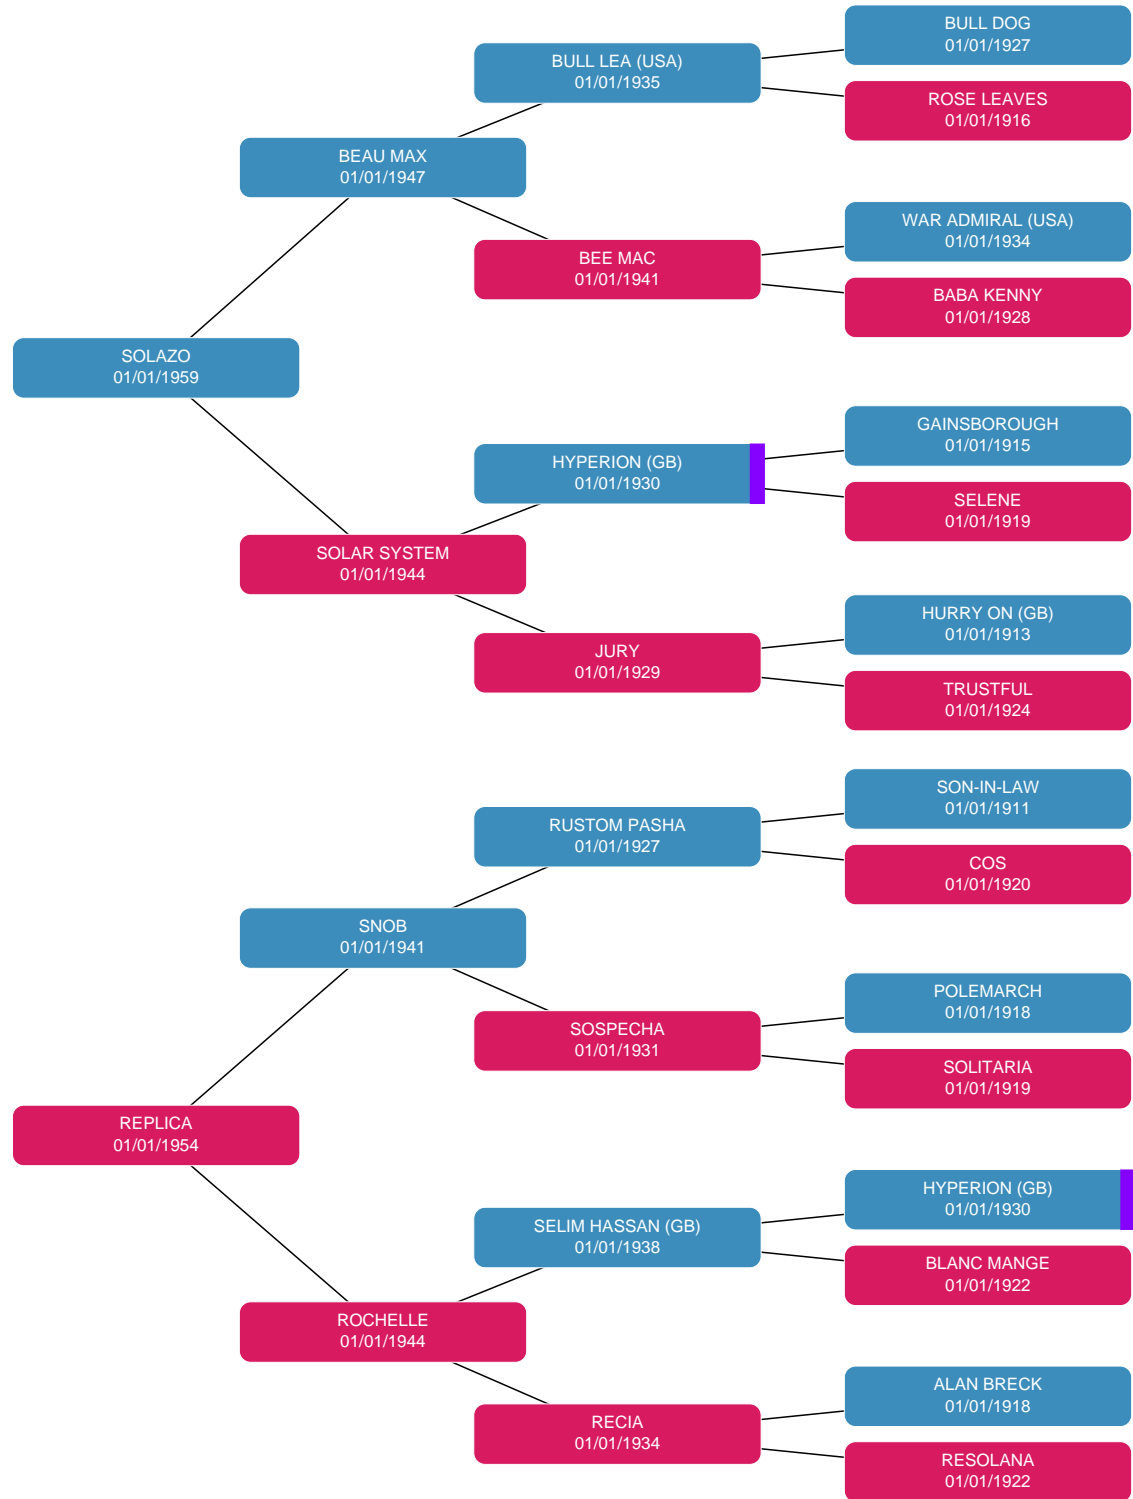 BULL DOG
01/01/1927
BULL LEA (USA)
01/01/1935
ROSE LEAVES
01/01/1916
BEAU MAX
01/01/1947
WAR ADMIRAL (USA)
01/01/1934
BEE MAC
01/01/1941
BABA KENNY
01/01/1928
SOLAZO
01/01/1959
GAINSBOROUGH
01/01/1915
HYPERION (GB)
01/01/1930
SELENE
01/01/1919
SOLAR SYSTEM
01/01/1944
HURRY ON (GB)
01/01/1913
JURY
01/01/1929
TRUSTFUL
01/01/1924
SON-IN-LAW
01/01/1911
RUSTOM PASHA
01/01/1927
COS
01/01/1920
SNOB
01/01/1941
POLEMARCH
01/01/1918
SOSPECHA
01/01/1931
SOLITARIA
01/01/1919
REPLICA
01/01/1954
HYPERION (GB)
01/01/1930
SELIM HASSAN (GB)
01/01/1938
BLANC MANGE
01/01/1922
ROCHELLE
01/01/1944
ALAN BRECK
01/01/1918
RECIA
01/01/1934
RESOLANA
01/01/1922